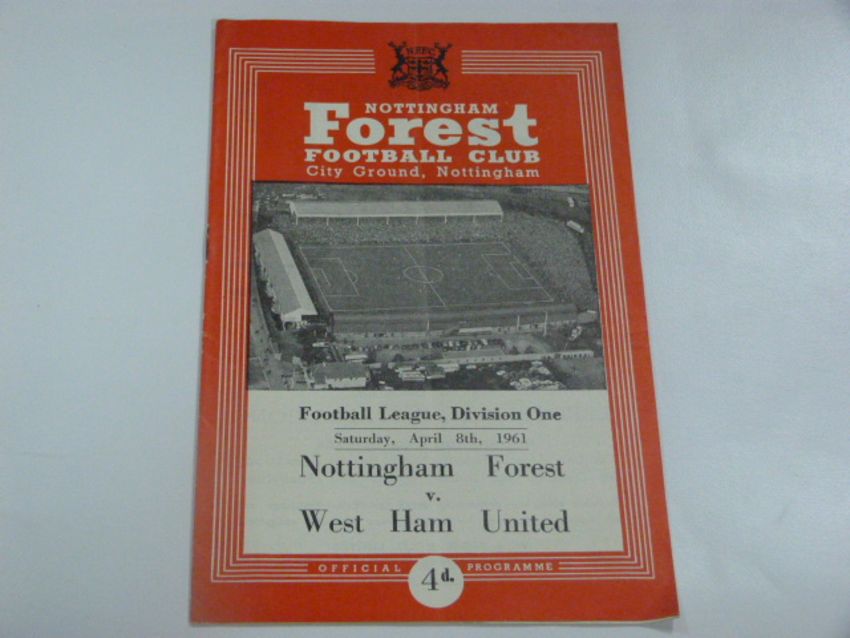 N.F.F.C.
NOTTINGHAM
Forest
FOOTBALL CLUB
City Ground, Nottingham
Football League, Division One
Saturday, April 8th, 1961
Nottingham Forest
v.
West Ham United
OFFICIAL PROGRAMME
4d.